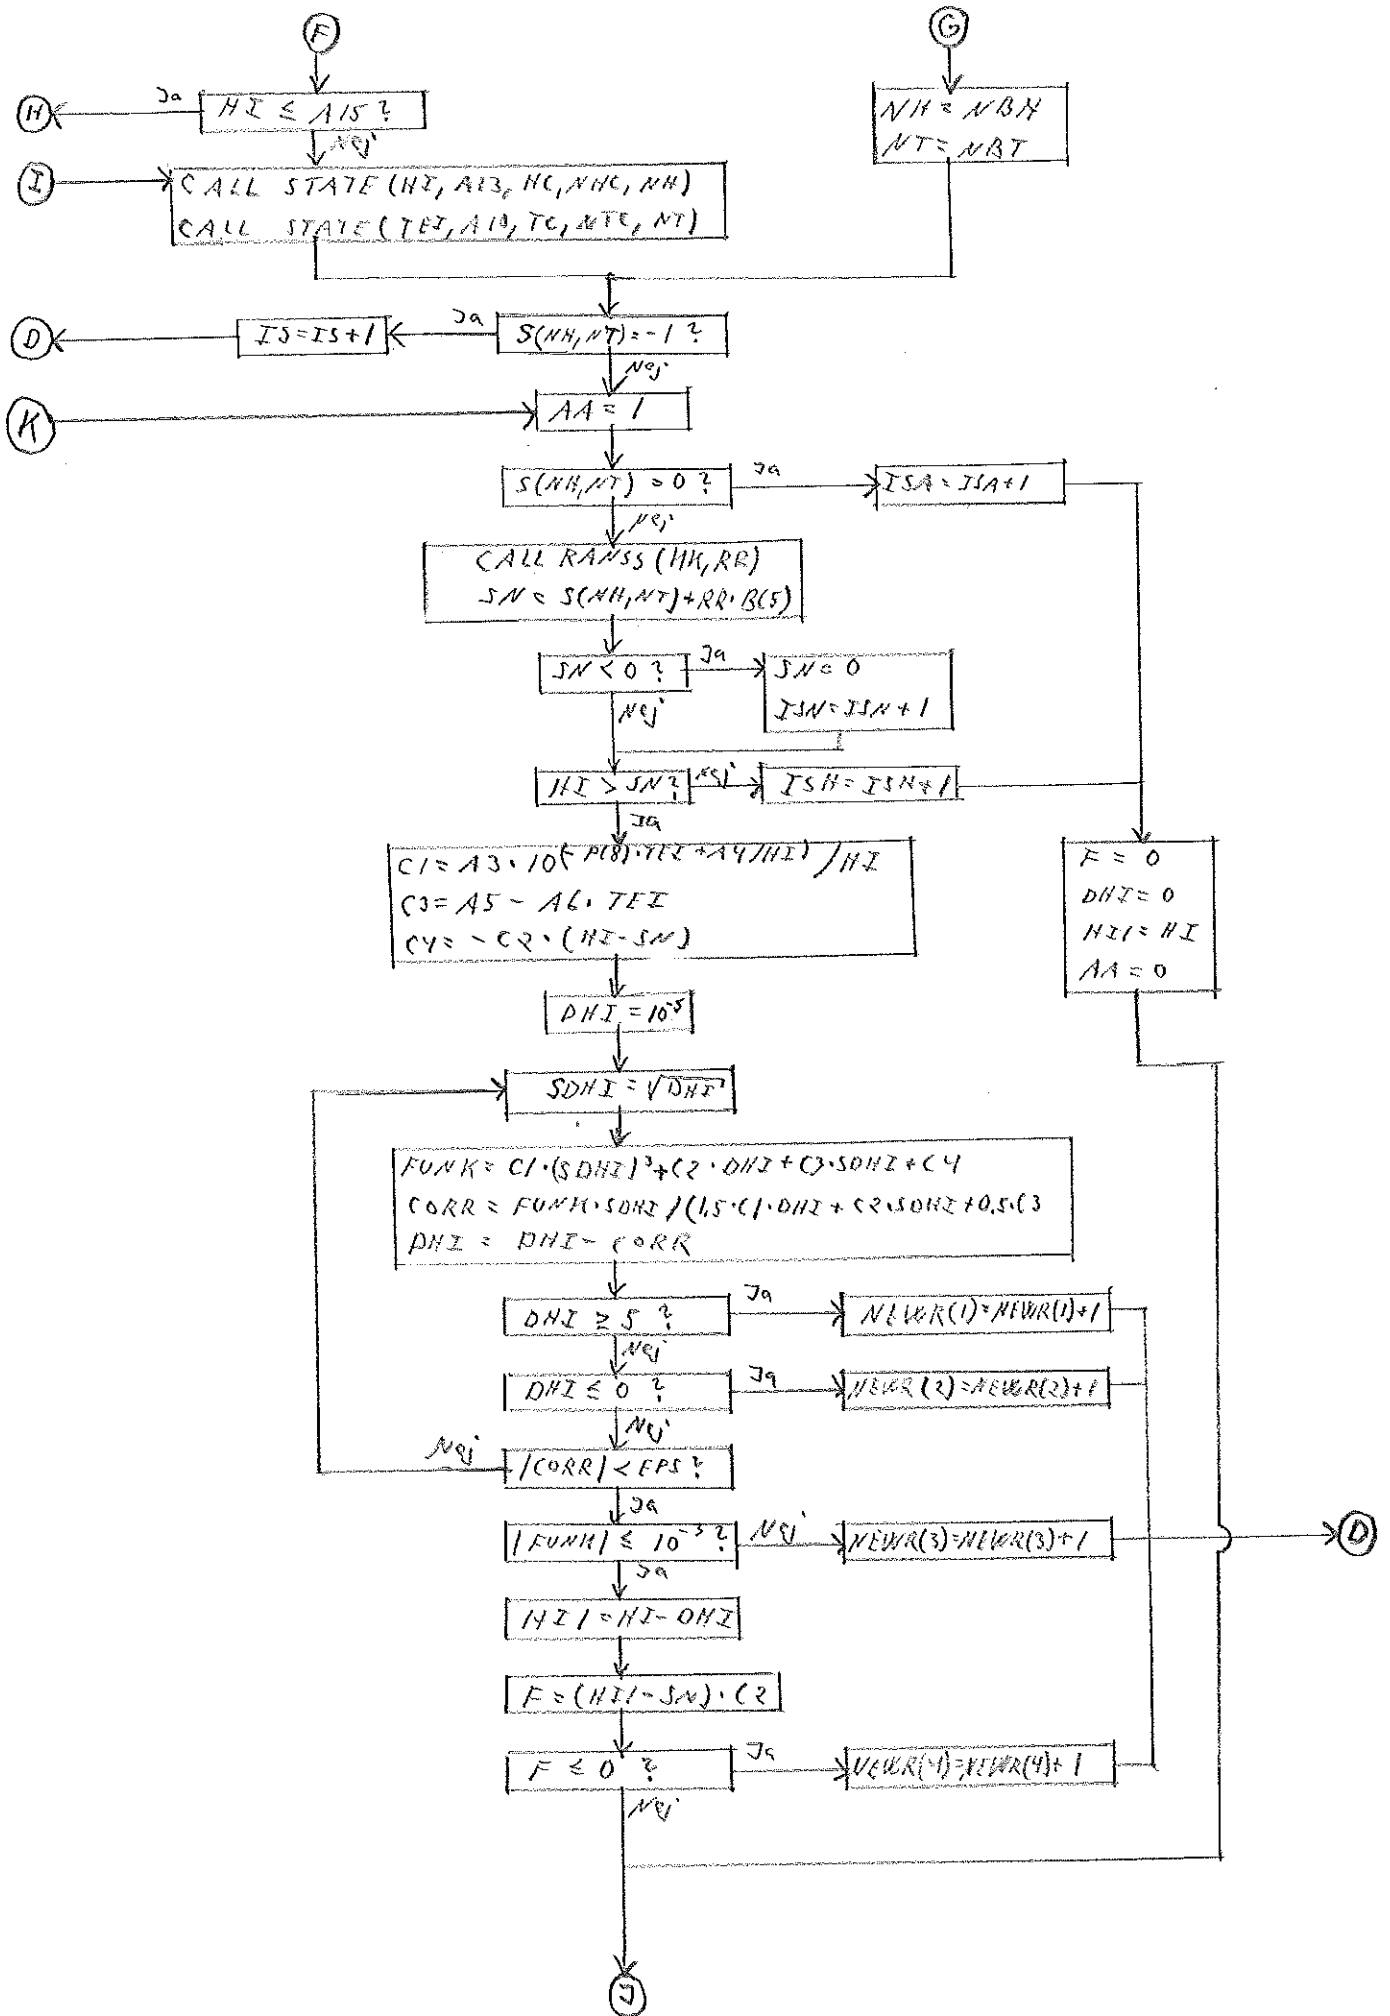 F
G
H
Ja
HI ≤ A15 ?
Nej
NH = NBH
NT = NBT
I
CALL STATE (HI, A13, HC, NHC, NH)
CALL STATE (TEI, A10, TC, NTC, NT)
D
IS=IS+1
Ja
S(NH,NT)=-1 ?
Nej
K
AA = 1
S(NH,NT) = 0 ?
Ja
ISA=ISA+1
Nej
CALL RANSS (HK,RR)
SN = S(NH,NT)+RR·B(5)
SN < 0 ?
Ja
SN = 0
ISN=ISN+1
Nej
HI > SN?
Nej
ISH=ISH+1
Ja
C1 = A3·10^(-P(8)·TEI+A4/HI)/HI
C3 = A5 - A6·TEI
C4 = -C2·(HI-SN)
F = 0
DHI = 0
HI1 = HI
AA = 0
DHI = 10^-5
SDHI = √DHI
FUNK = C1·(SDHI)³+C2·DHI+C3·SDHI+C4
CORR = FUNK·SDHI/(1,5·C1·DHI+C2·SDHI+0,5·C3
DHI = DHI - CORR
DHI ≥ 5 ?
Ja
NEWR(1)=NEWR(1)+1
Nej
DHI ≤ 0 ?
Ja
NEWR(2)=NEWR(2)+1
Nej
Nej
|CORR| < EPS ?
Ja
|FUNK| ≤ 10^-3 ?
Nej
NEWR(3)=NEWR(3)+1
D
Ja
HI1 = HI-DHI
F = (HI1-SN)·C2
F ≤ 0 ?
Ja
NEWR(4)=NEWR(4)+1
Nej
J